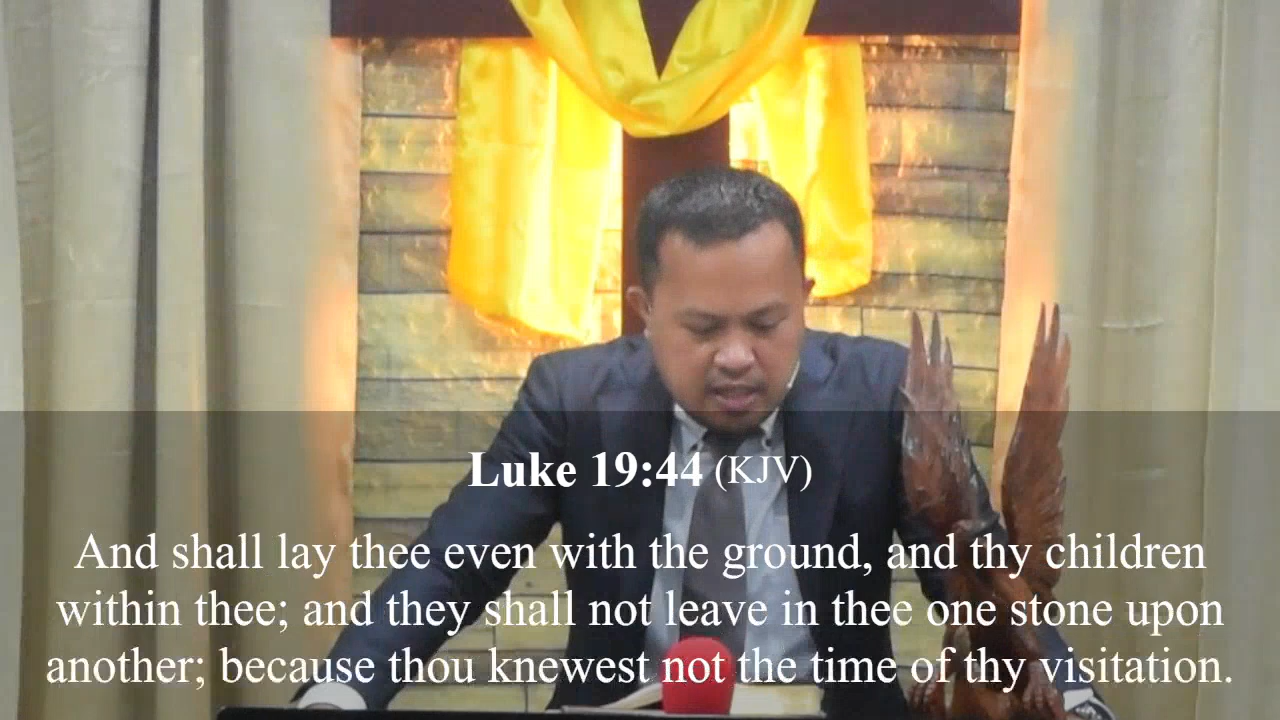 Luke 19:44 (KJV)
And shall lay thee even with the ground, and thy children
within thee; and they shall not leave in thee one stone upon
another; because thou knewest not the time of thy visitation.